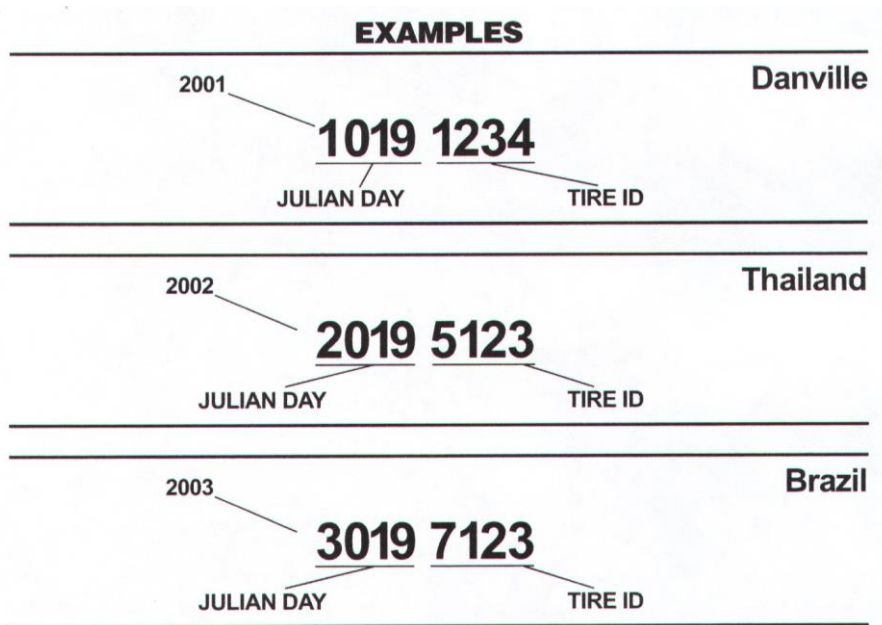 EXAMPLES
Danville
2001
1019 1234
JULIAN DAY TIRE ID
Thailand
2002
2019 5123
JULIAN DAY TIRE ID
Brazil
2003
3019 7123
JULIAN DAY TIRE ID